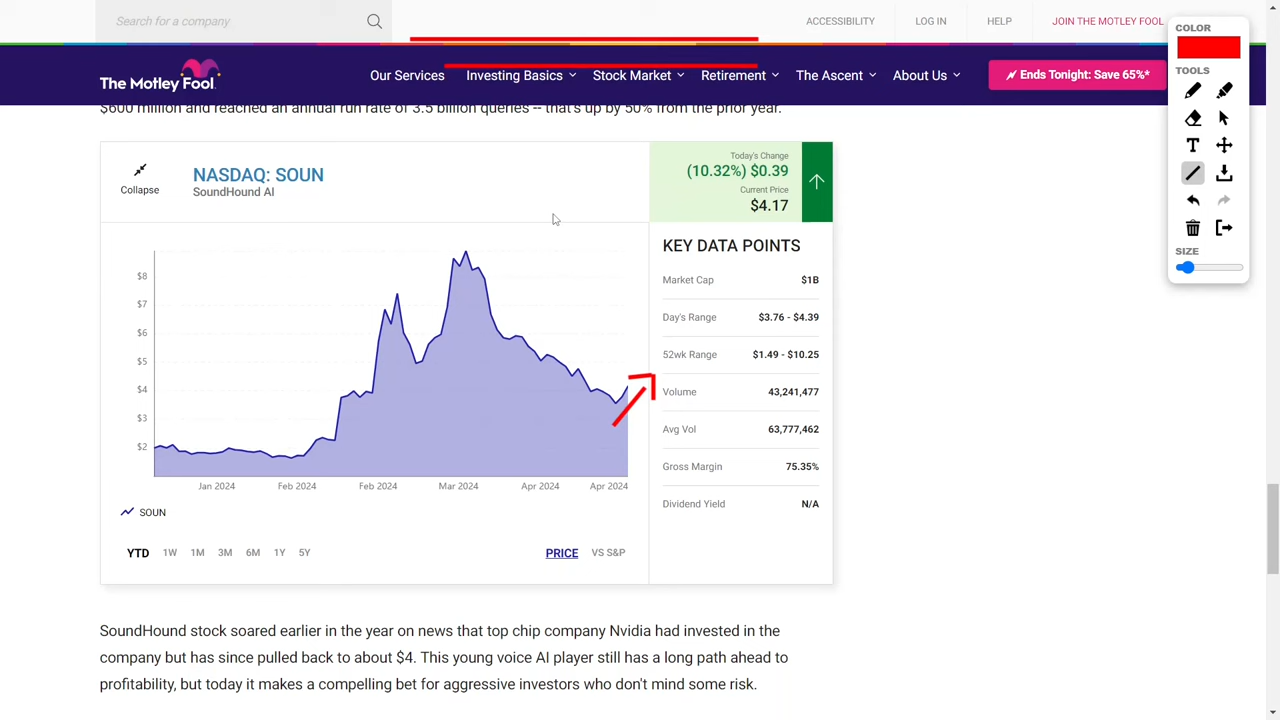 Search for a company
ACCESSIBILITY
LOG IN
HELP
JOIN THE MOTLEY FOOL
The Motley Fool
Our Services
Investing Basics
Stock Market
Retirement
The Ascent
About Us
Ends Tonight: Save 65%*
$600 million and reached an annual run rate of 3.5 billion queries -- that's up by 50% from the prior year.
Collapse
NASDAQ: SOUN
SoundHound AI
Today's Change
(10.32%) $0.39
Current Price
$4.17
$8
$7
$6
$5
$4
$3
$2
Jan 2024
Feb 2024
Feb 2024
Mar 2024
Apr 2024
Apr 2024
SOUN
YTD
1W
1M
3M
6M
1Y
5Y
PRICE
VS S&P
KEY DATA POINTS
Market Cap $1B
Day's Range $3.76 - $4.39
52wk Range $1.49 - $10.25
Volume 43,241,477
Avg Vol 63,777,462
Gross Margin 75.35%
Dividend Yield N/A
SoundHound stock soared earlier in the year on news that top chip company Nvidia had invested in the
company but has since pulled back to about $4. This young voice AI player still has a long path ahead to
profitability, but today it makes a compelling bet for aggressive investors who don't mind some risk.
COLOR
TOOLS
T
SIZE